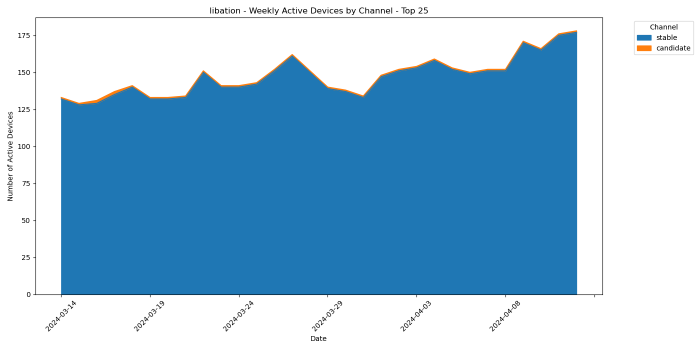 libation - Weekly Active Devices by Channel - Top 25
Channel
stable
candidate
Number of Active Devices
175
150
125
100
75
50
25
0
2024-03-14
2024-03-19
2024-03-24
2024-03-29
2024-04-03
2024-04-08
Date